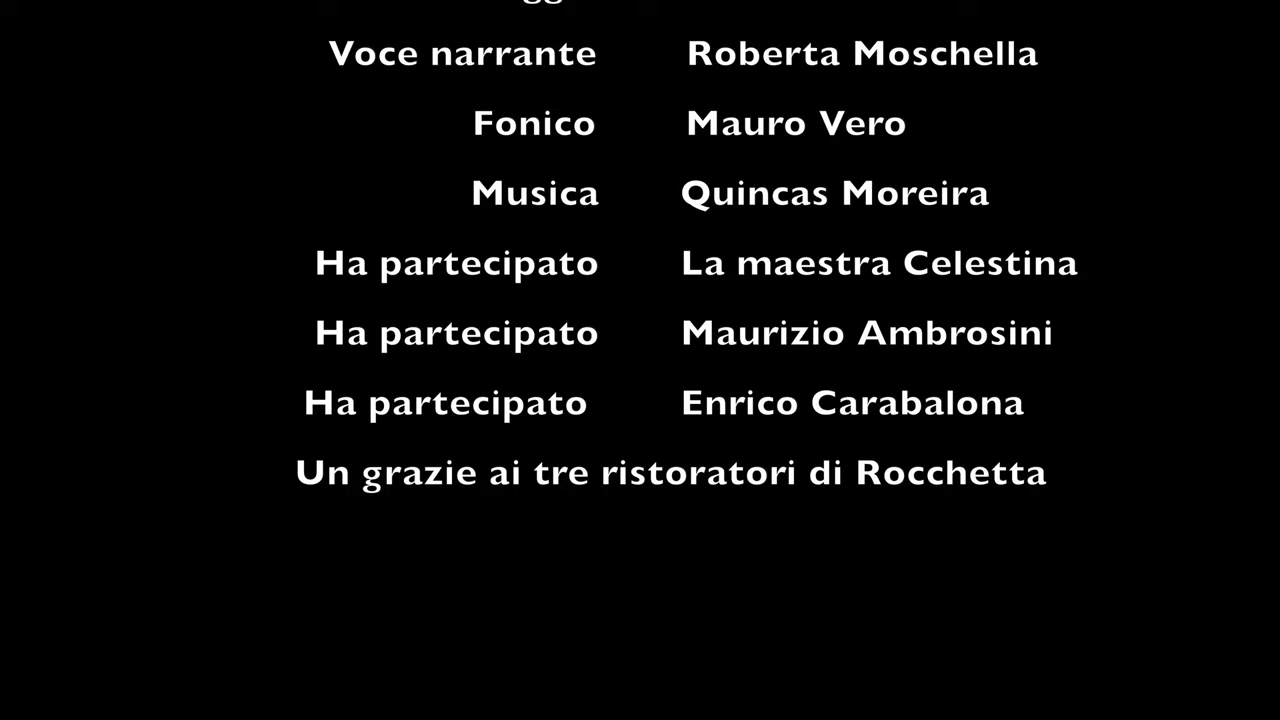 Voce narrante Roberta Moschella
Fonico Mauro Vero
Musica Quincas Moreira
Ha partecipato La maestra Celestina
Ha partecipato Maurizio Ambrosini
Ha partecipato Enrico Carabalona
Un grazie ai tre ristoratori di Rocchetta